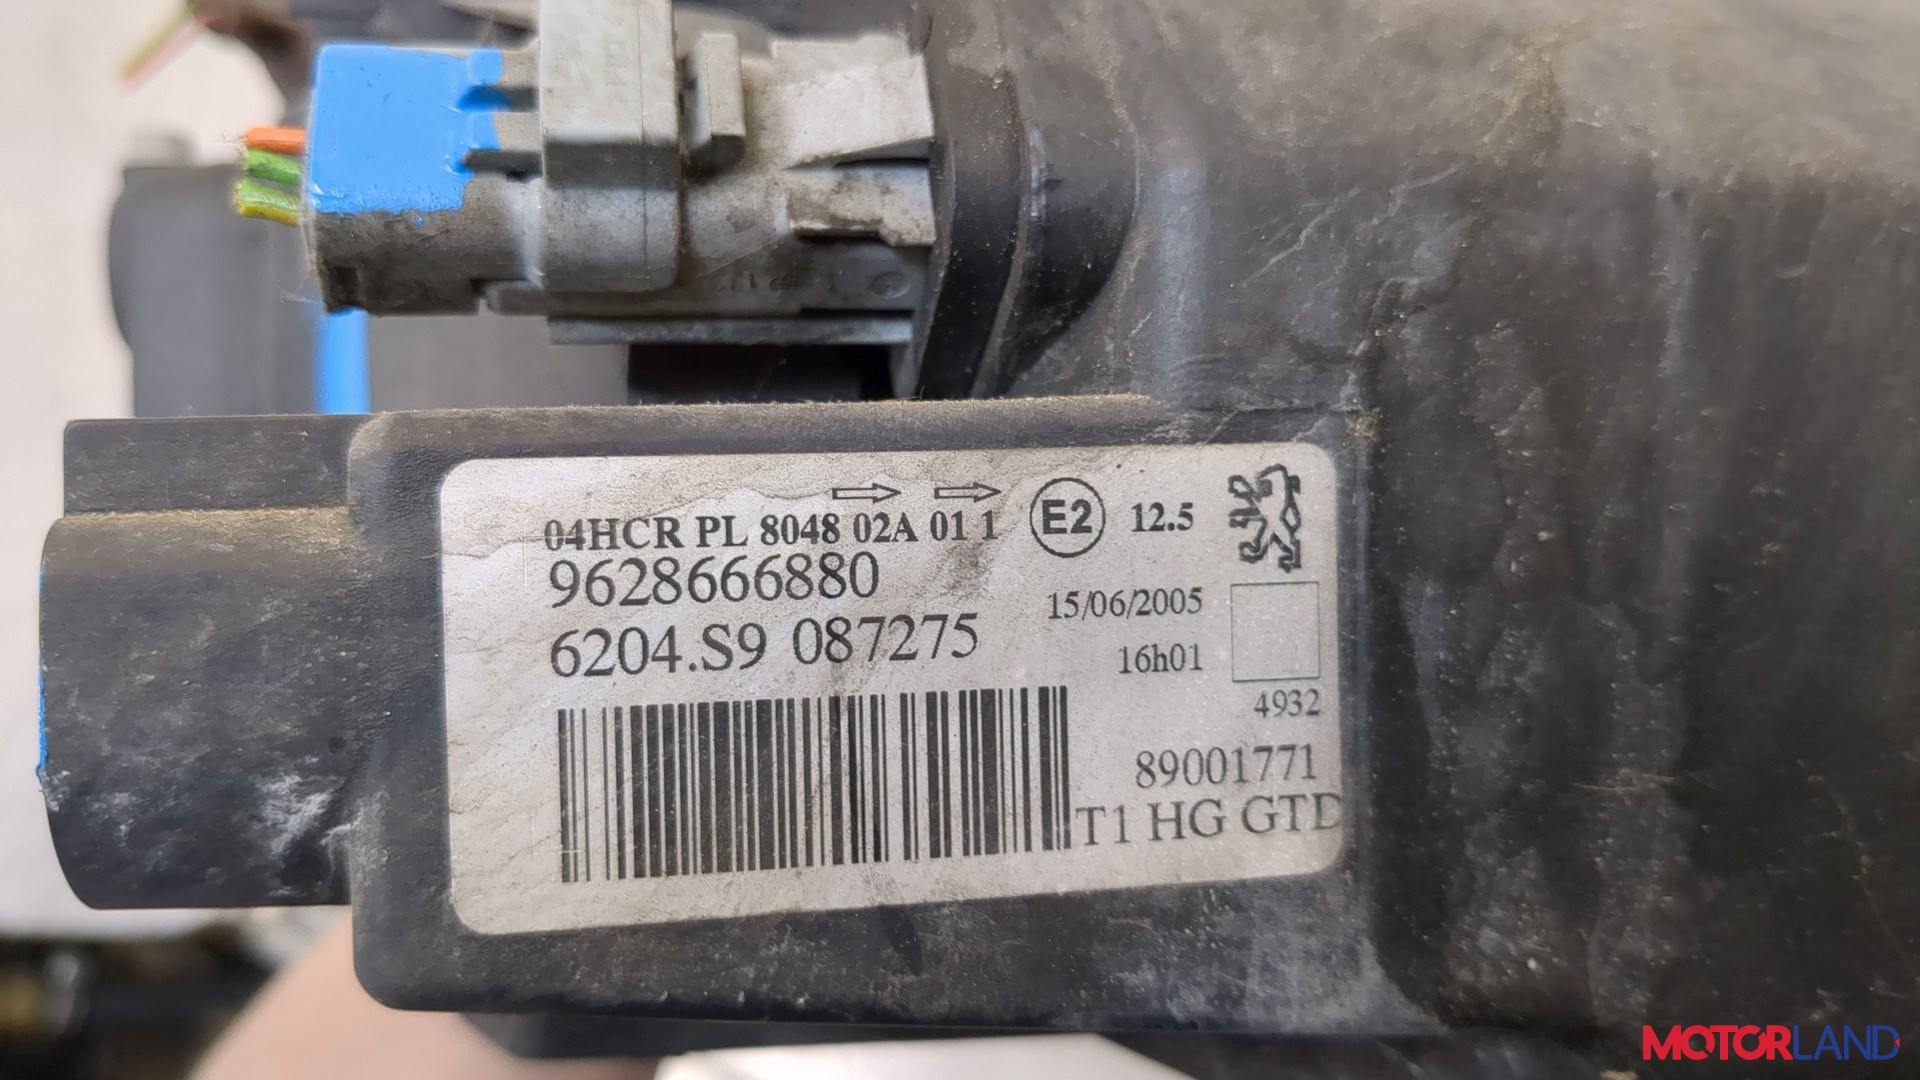 04HCR PL 8048 02A 01 1 E2 12.5
9628666880
15/06/2005
6204.S9 087275
16h01
4932
89001771
T1 HG GTD
MOTORLAND